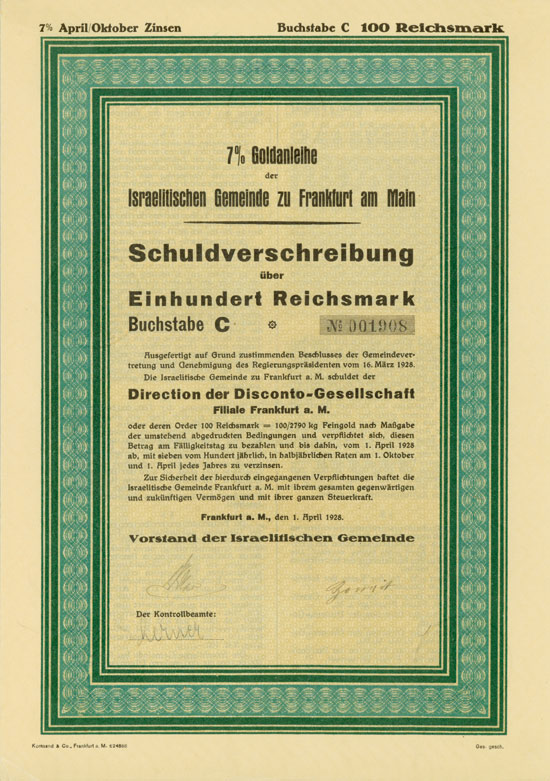 7% April/Oktober Zinsen Buchstabe C 100 Reichsmark
7% Goldanleihe
der
Israelitischen Gemeinde zu Frankfurt am Main
Schuldverschreibung
über
Einhundert Reichsmark
Buchstabe C № 001908
Ausgefertigt auf Grund zustimmenden Beschlusses der Gemeindever-
tretung und Genehmigung des Regierungspräsidenten vom 16. März 1928.
Die Israelitische Gemeinde zu Frankfurt a. M. schuldet der
Direction der Disconto-Gesellschaft
Filiale Frankfurt a. M.
oder deren Order 100 Reichsmark = 100/2790 kg Feingold nach Maßgabe
der umstehend abgedruckten Bedingungen und verpflichtet sich, diesen
Betrag am Fälligkeitstag zu bezahlen und bis dahin, vom 1. April 1928
ab, mit sieben vom Hundert jährlich, in halbjährlichen Raten am 1. Oktober
und 1. April jedes Jahres zu verzinsen.
Zur Sicherheit der hierdurch eingegangenen Verpflichtungen haftet die
Israelitische Gemeinde Frankfurt a. M. mit ihrem gesamten gegenwärtigen
und zukünftigen Vermögen und mit ihrer ganzen Steuerkraft.
Frankfurt a. M., den 1. April 1928.
Vorstand der Israelitischen Gemeinde
Der Kontrollbeamte:
& Co., Frankfurt a. M. Ges. gesch.